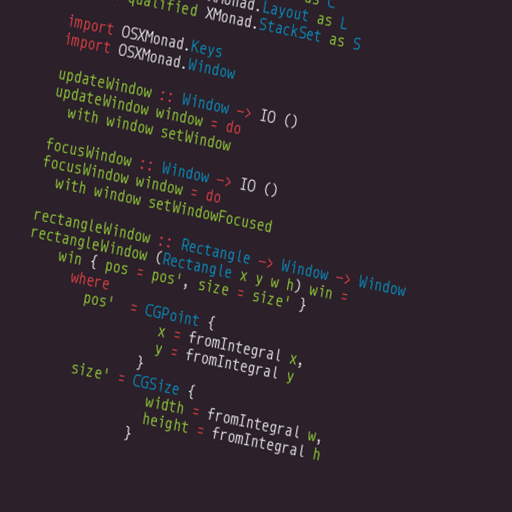 as C
XMonad.Layout as L
qualified XMonad.StackSet as S
import OSXMonad.Keys
import OSXMonad.Window
updateWindow :: Window -> IO ()
updateWindow window = do
with window setWindow
focusWindow :: Window -> IO ()
focusWindow window = do
with window setWindowFocused
rectangleWindow :: Rectangle -> Window -> Window
rectangleWindow (Rectangle x y w h) win =
win { pos = pos', size = size' }
where
pos' = CGPoint {
x = fromIntegral x,
y = fromIntegral y
}
size' = CGSize {
width = fromIntegral w,
height = fromIntegral h
}